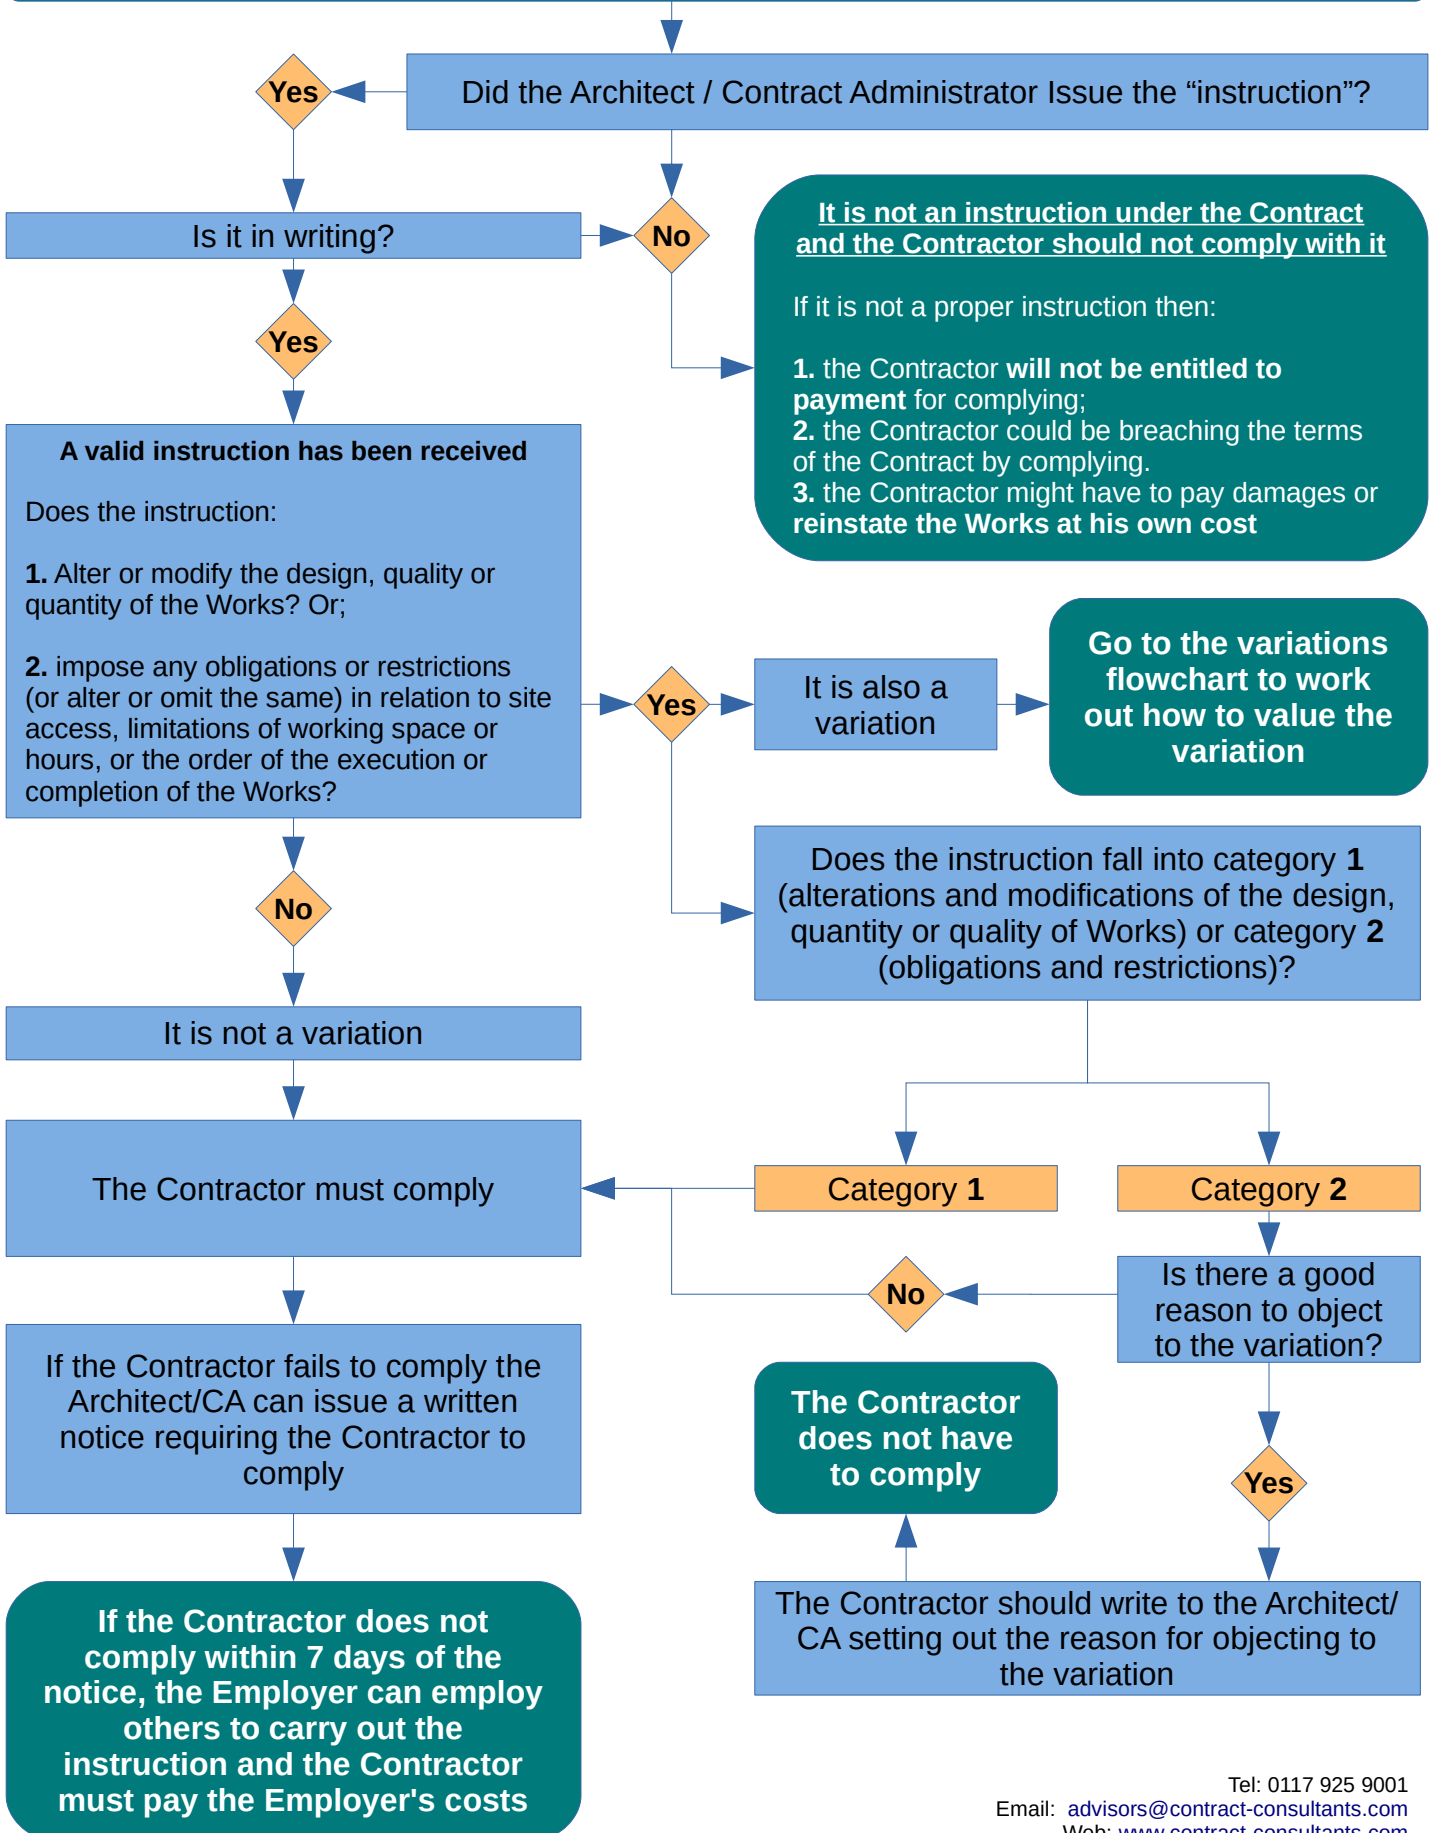 Did the Architect / Contract Administrator Issue the “instruction”?
Yes
Is it in writing?
No
It is not an instruction under the Contract
and the Contractor should not comply with it
If it is not a proper instruction then:
1. the Contractor will not be entitled to
payment for complying;
2. the Contractor could be breaching the terms
of the Contract by complying.
3. the Contractor might have to pay damages or
reinstate the Works at his own cost
Yes
A valid instruction has been received
Does the instruction:
1. Alter or modify the design, quality or
quantity of the Works? Or;
2. impose any obligations or restrictions
(or alter or omit the same) in relation to site
access, limitations of working space or
hours, or the order of the execution or
completion of the Works?
Yes
It is also a
variation
Go to the variations
flowchart to work
out how to value the
variation
Does the instruction fall into category 1
(alterations and modifications of the design,
quantity or quality of Works) or category 2
(obligations and restrictions)?
No
It is not a variation
The Contractor must comply
Category 1
Category 2
Is there a good
reason to object
to the variation?
No
If the Contractor fails to comply the
Architect/CA can issue a written
notice requiring the Contractor to
comply
The Contractor
does not have
to comply
Yes
The Contractor should write to the Architect/
CA setting out the reason for objecting to
the variation
If the Contractor does not
comply within 7 days of the
notice, the Employer can employ
others to carry out the
instruction and the Contractor
must pay the Employer's costs
Tel: 0117 925 9001
Email: advisors@contract-consultants.com
Web: www.contract-consultants.com